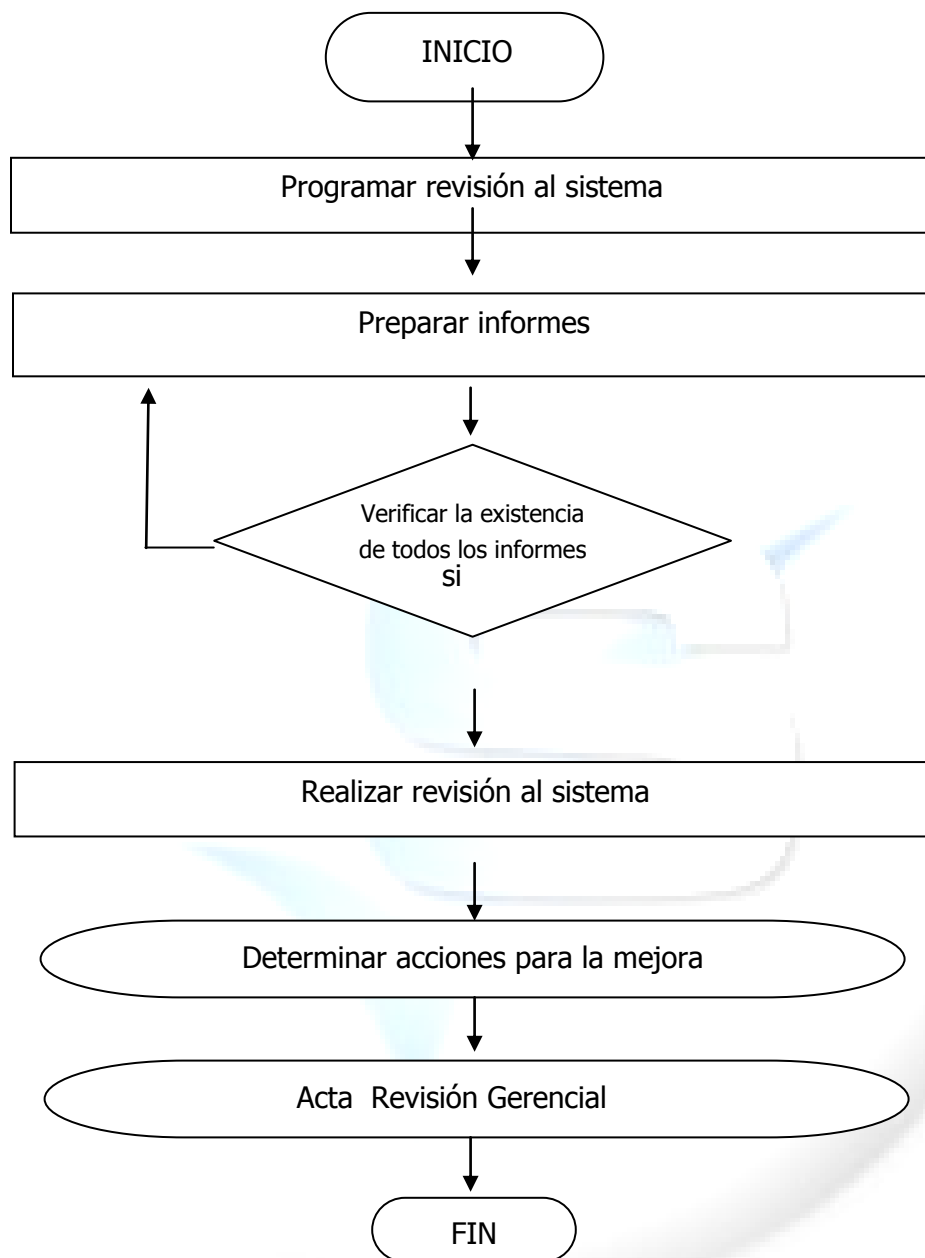 INICIO
Programar revisión al sistema
Preparar informes
Verificar la existencia
de todos los informes
si
Realizar revisión al sistema
Determinar acciones para la mejora
Acta Revisión Gerencial
FIN